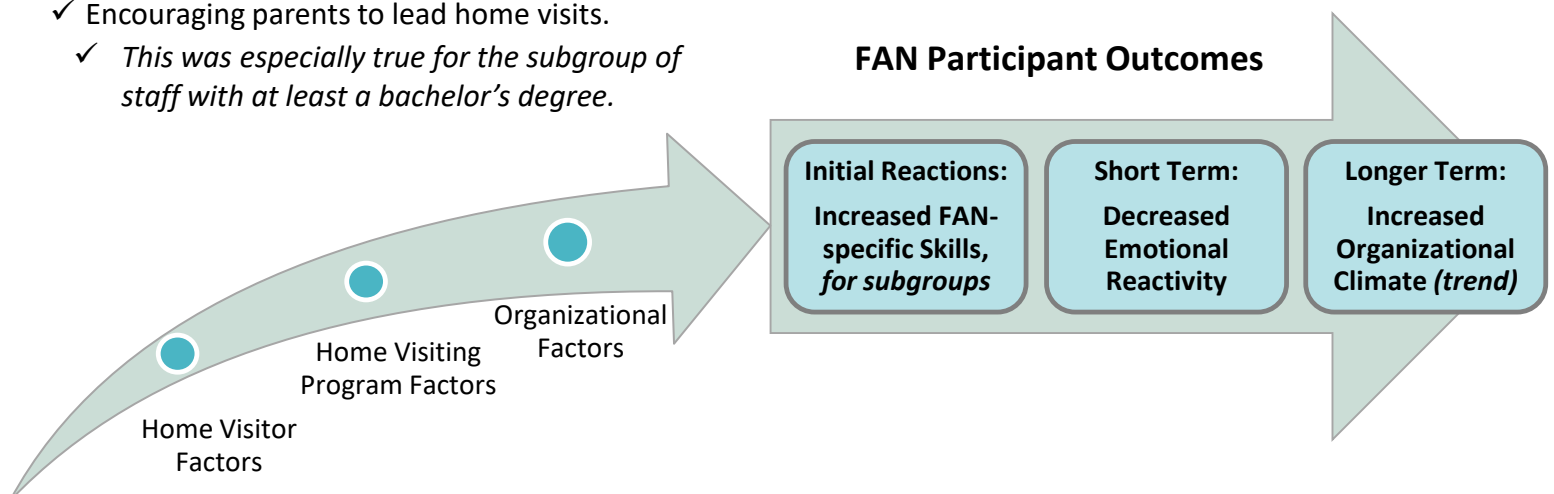 ✓ Encouraging parents to lead home visits.
✓ This was especially true for the subgroup of
staff with at least a bachelor's degree.
FAN Participant Outcomes
Initial Reactions:
Increased FAN-
specific Skills,
for subgroups
Short Term:
Decreased
Emotional
Reactivity
Longer Term:
Increased
Organizational
Climate (trend)
Organizational
Factors
Home Visiting
Program Factors
Home Visitor
Factors